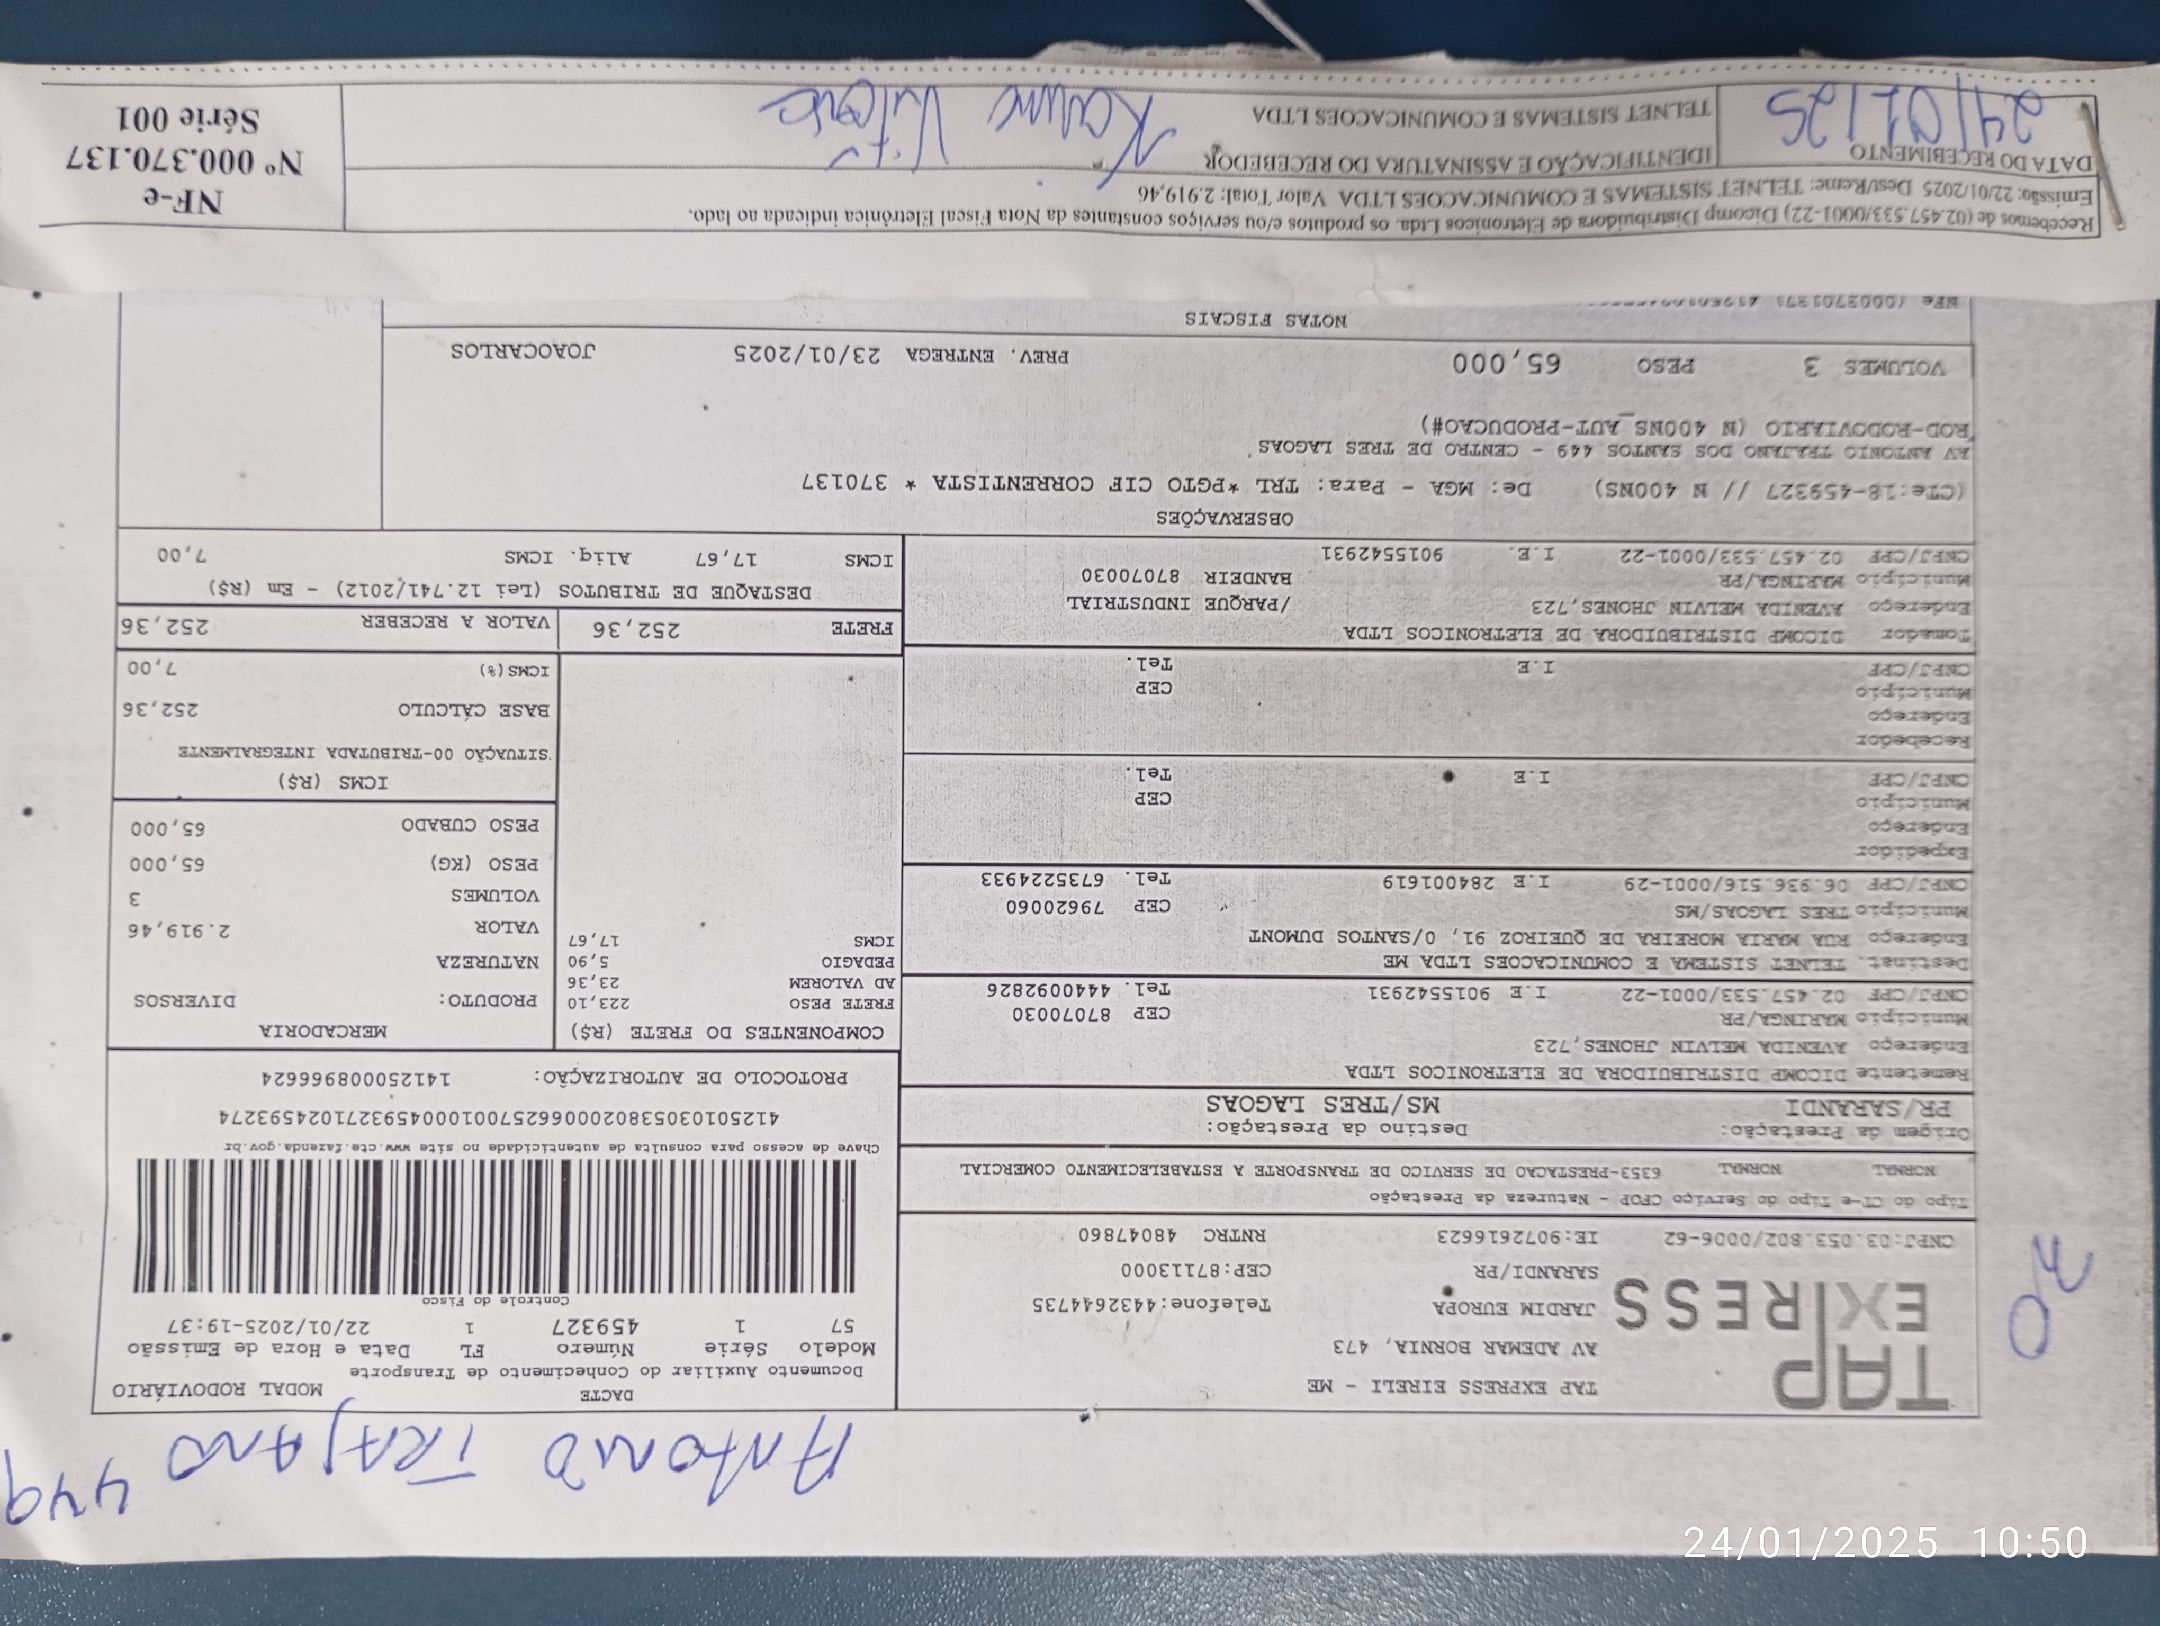 Antonio Trajano 449
TAP
EXPRESS
TAP EXPRESS EIRELI - ME
AV ADEMAR BORNIA, 473
JARDIM EUROPA
Telefone:4432644735
SARANDI/PR
CEP:87113000
CNPJ:03.053.802/0006-62 IE:9072616623 RNTRC 48047860
Tipo do CT-e Tipo do Serviço CFOP - Natureza da Prestação
NORMAL NORMAL 6353-PRESTACAO DE SERVICO DE TRANSPORTE A ESTABELECIMENTO COMERCIAL
Origem da Prestação: Destino da Prestação:
PR/SARANDI MS/TRES LAGOAS
DACTE MODAL RODOVIÁRIO
Documento Auxiliar do Conhecimento de Transporte
Modelo Série Número FL Data e Hora de Emissão
57 1 459327 1 22/01/2025-19:37
Controle do Fisco
Chave de acesso para consulta de autenticidade no site www.cte.fazenda.gov.br
41250103053802000662570010004593271024593274
PROTOCOLO DE AUTORIZAÇÃO: 141250008966624
Remetente DICOMP DISTRIBUIDORA DE ELETRONICOS LTDA
Endereço AVENIDA MELVIN JHONES,723
Município MARINGA/PR CEP 87070030
CNPJ/CPF 02.457.533/0001-22 I.E 9015542931 Tel. 4440092826
Destinat. TELNET SISTEMA E COMUNICACOES LTDA ME
Endereço RUA MARIA MOREIRA DE QUEIROZ 91, 0/SANTOS DUMONT
Município TRES LAGOAS/MS CEP 79620060
CNPJ/CPF 06.936.516/0001-29 I.E 284001619 Tel. 6735224933
Expedidor
Endereço
Município CEP
CNPJ/CPF I.E Tel.
Recebedor
Endereço
Município CEP
CNPJ/CPF I.E Tel.
Tomador DICOMP DISTRIBUIDORA DE ELETRONICOS LTDA
Endereço AVENIDA MELVIN JHONES,723 /PARQUE INDUSTRIAL
Município MARINGA/PR BANDEIR 87070030
CNPJ/CPF 02.457.533/0001-22 I.E. 9015542931
COMPONENTES DO FRETE (R$)
FRETE PESO 223,10
AD VALOREM 23,36
PEDAGIO 5,90
ICMS 17,67
MERCADORIA
PRODUTO: DIVERSOS
NATUREZA
VALOR 2.919,46
VOLUMES 3
PESO (KG) 65,000
PESO CUBADO 65,000
ICMS (R$)
SITUAÇÃO 00-TRIBUTADA INTEGRALMENTE
BASE CÁLCULO 252,36
ICMS(%) 7,00
FRETE 252,36 VALOR A RECEBER 252,36
DESTAQUE DE TRIBUTOS (Lei 12.741/2012) - Em (R$)
ICMS 17,67 Aliq. ICMS 7,00
OBSERVAÇÕES
(CTe:18-459327 // N 400NS) De: MGA - Para: TRL *PGTO CIF CORRENTISTA * 370137
AV ANTONIO TRAJANO DOS SANTOS 449 - CENTRO DE TRES LAGOAS
ROD-RODOVIARIO (N 400NS_AUT-PRODUCAO#)
VOLUMES 3 PESO 65,000 PREV. ENTREGA 23/01/2025 JOAOCARLOS
NOTAS FISCAIS
Recebemos de (02.457.533/0001-22) Dicomp Distribuidora de Eletronicos Ltda. os produtos e/ou serviços constantes da Nota Fiscal Eletrônica indicada ao lado.
Emissão: 22/01/2025 Dest/Reme: TELNET SISTEMAS E COMUNICACOES LTDA Valor Total: 2.919,46
DATA DO RECEBIMENTO
24/01/25
IDENTIFICAÇÃO E ASSINATURA DO RECEBEDOR
TELNET SISTEMAS E COMUNICACOES LTDA
NF-e
Nº 000.370.137
Série 001
24/01/2025 10:50